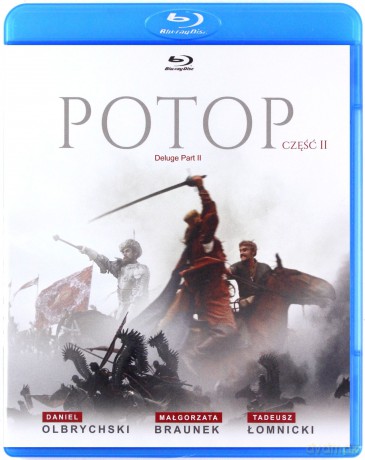 Blu-ray Disc
Blu-ray Disc
POTOP
CZĘŚĆ II
Deluge Part II
DANIEL
OLBRYCHSKI
MAŁGORZATA
BRAUNEK
TADEUSZ
ŁOMNICKI